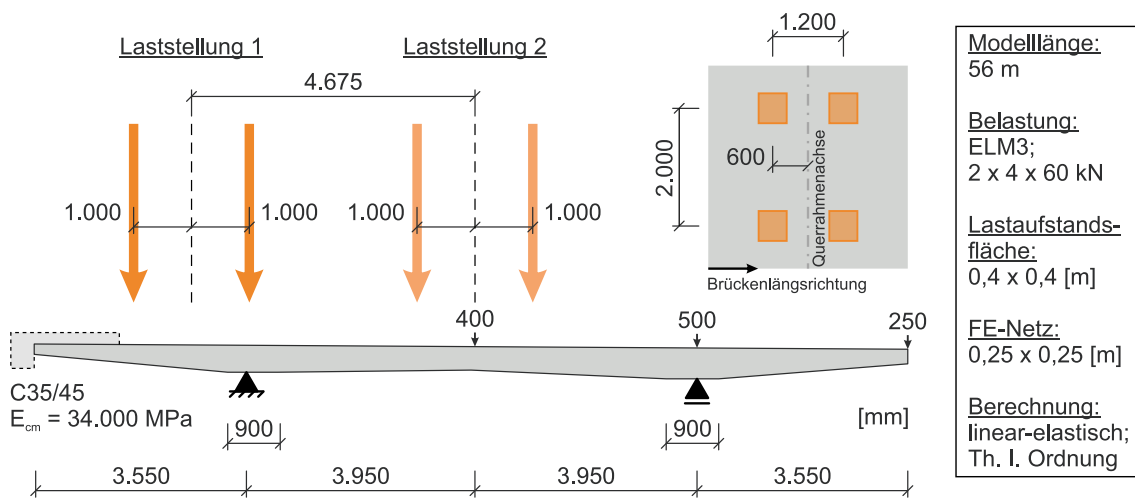 Laststellung 1
Laststellung 2
4.675
1.000
1.000
1.000
1.000
1.200
2.000
600
Querrahmenachse
Brückenlängsrichtung
400
500
250
C35/45
Ecm = 34.000 MPa
[mm]
900
900
3.550
3.950
3.950
3.550
Modelllänge:
56 m
Belastung:
ELM3;
2 x 4 x 60 kN
Lastaufstands-
fläche:
0,4 x 0,4 [m]
FE-Netz:
0,25 x 0,25 [m]
Berechnung:
linear-elastisch;
Th. I. Ordnung